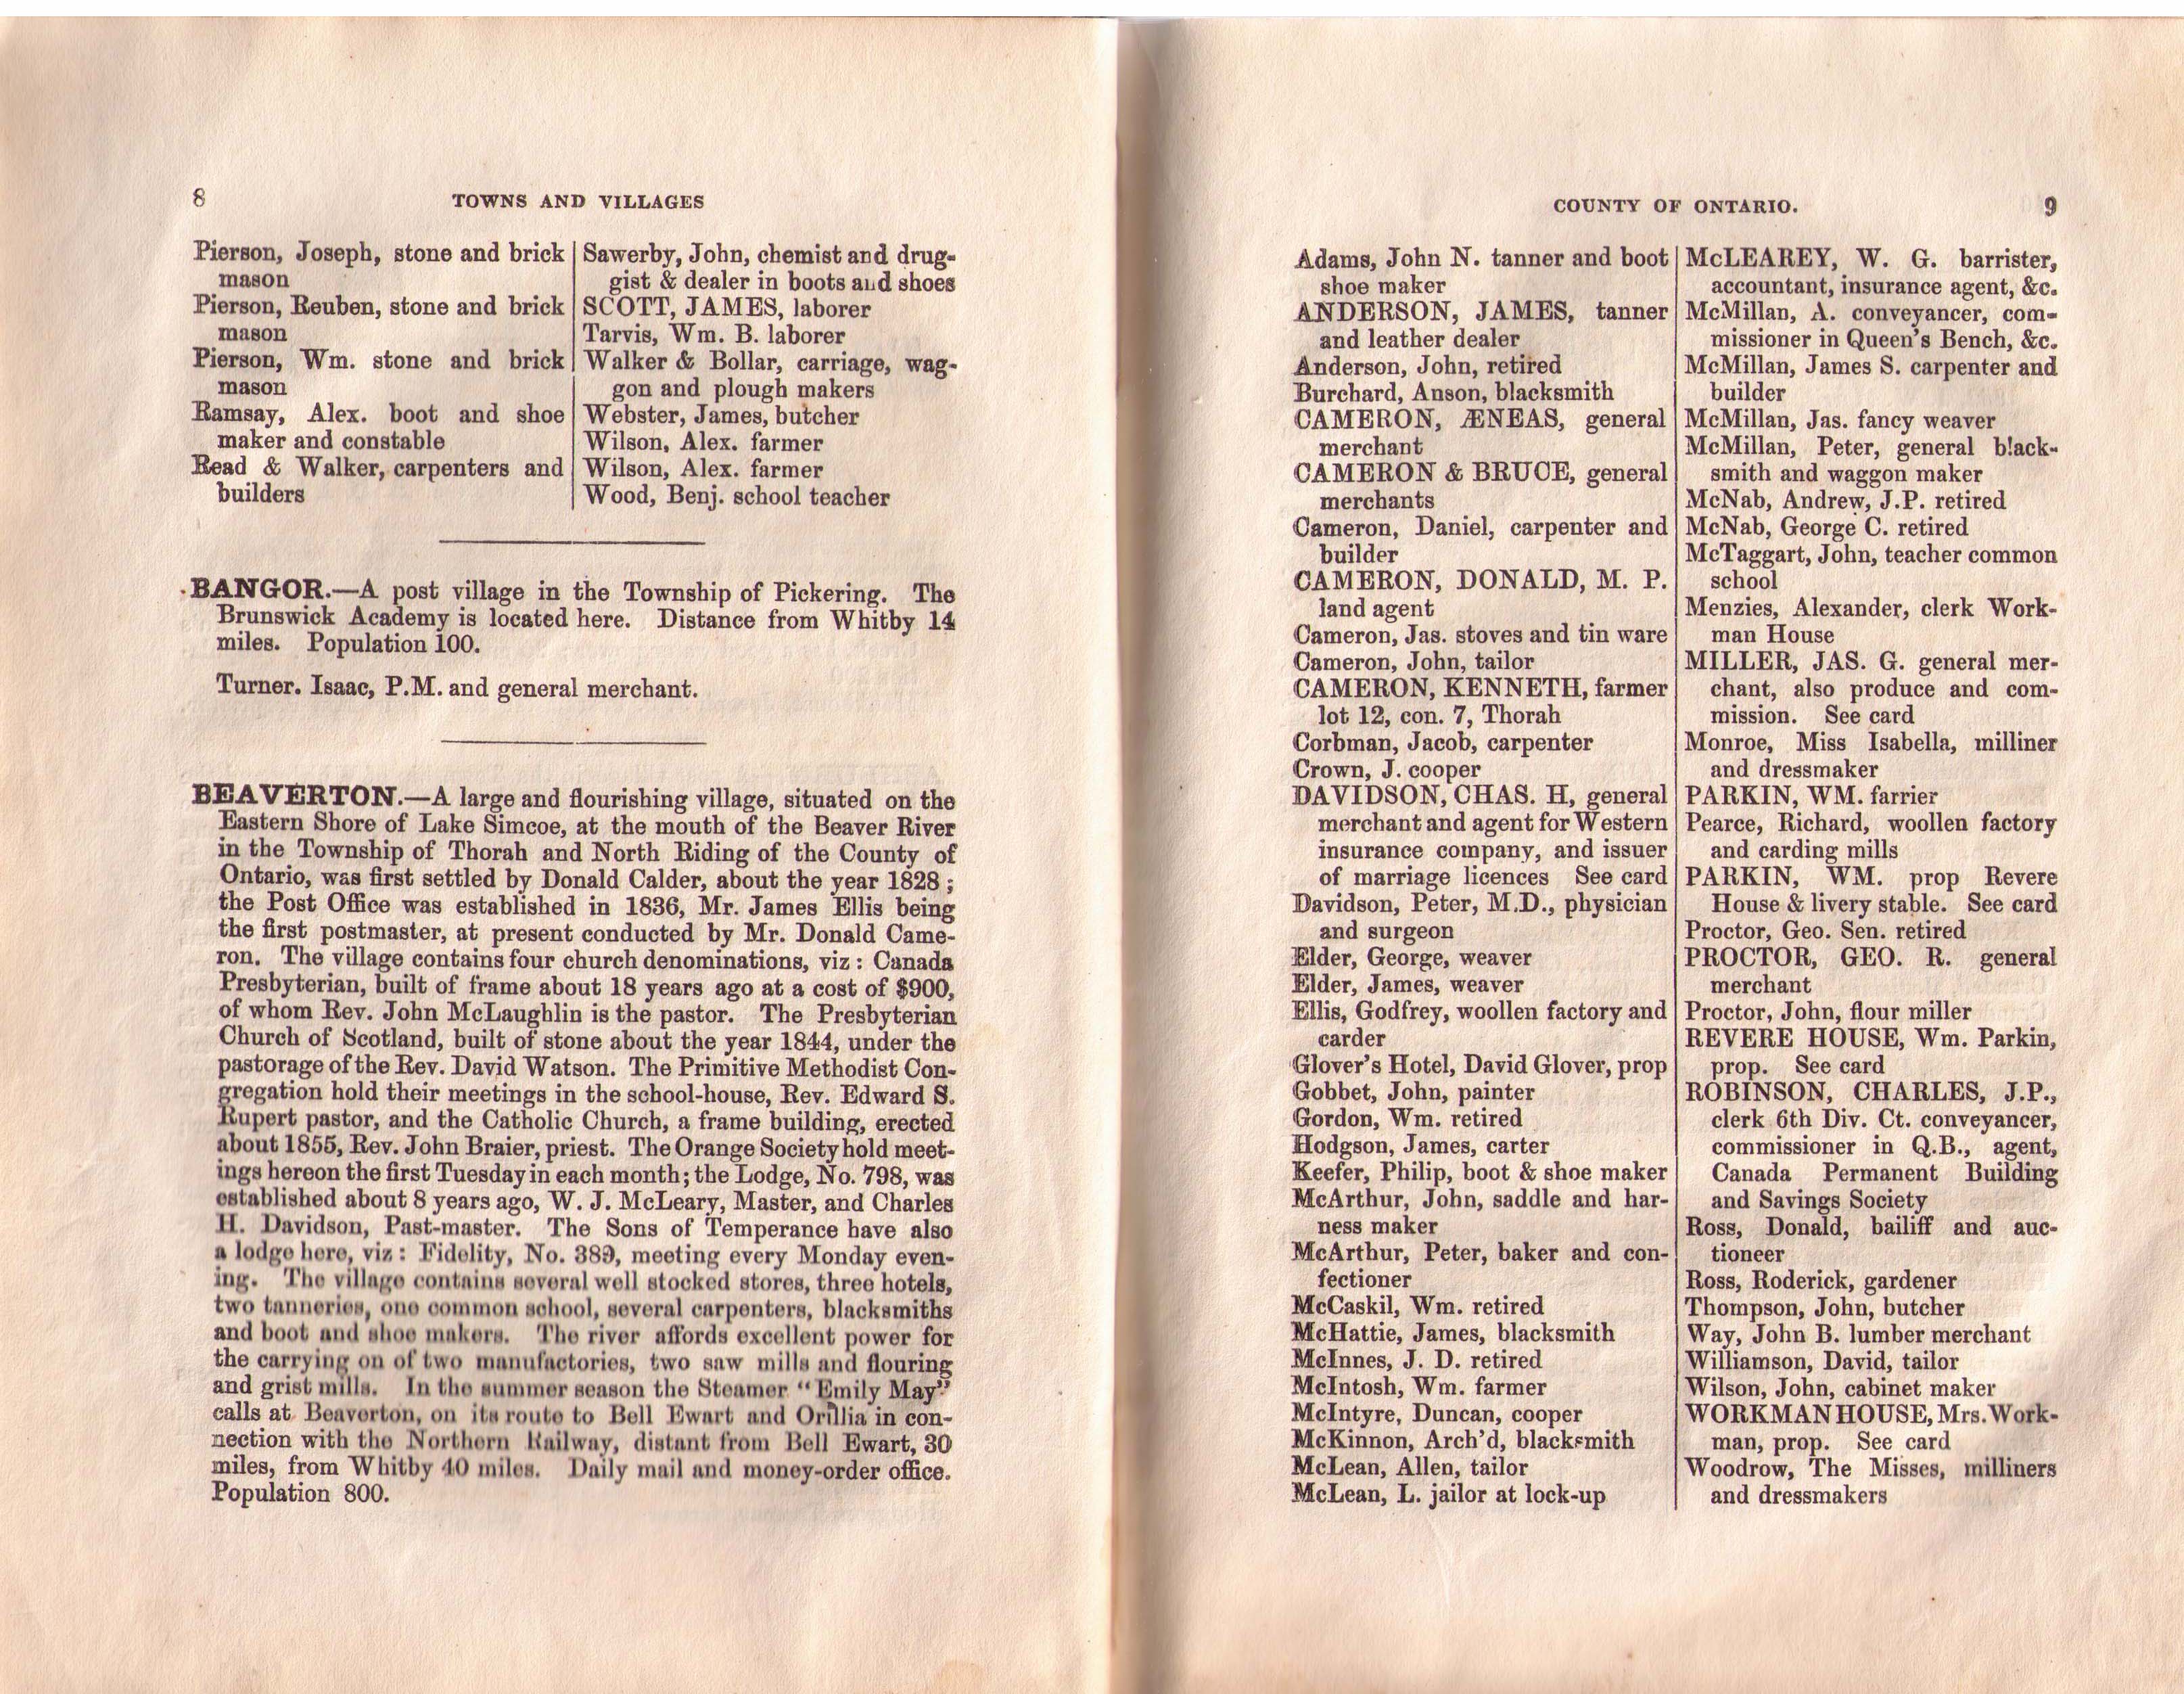 8
TOWNS AND VILLAGES
Pierson, Joseph, stone and brick
mason
Pierson, Reuben, stone and brick
mason
Pierson, Wm. stone and brick
mason
Ramsay, Alex. boot and shoe
maker and constable
Read & Walker, carpenters and
builders
Sawerby, John, chemist and drug-
gist & dealer in boots and shoes
SCOTT, JAMES, laborer
Tarvis, Wm. B. laborer
Walker & Bollar, carriage, wag-
gon and plough makers
Webster, James, butcher
Wilson, Alex. farmer
Wilson, Alex. farmer
Wood, Benj. school teacher
BANGOR.—A post village in the Township of Pickering. The
Brunswick Academy is located here. Distance from Whitby 14
miles. Population 100.
Turner. Isaac, P.M. and general merchant.
BEAVERTON.—A large and flourishing village, situated on the
Eastern Shore of Lake Simcoe, at the mouth of the Beaver River
in the Township of Thorah and North Riding of the County of
Ontario, was first settled by Donald Calder, about the year 1828 ;
the Post Office was established in 1836, Mr. James Ellis being
the first postmaster, at present conducted by Mr. Donald Came-
ron. The village contains four church denominations, viz : Canada
Presbyterian, built of frame about 18 years ago at a cost of $900,
of whom Rev. John McLaughlin is the pastor. The Presbyterian
Church of Scotland, built of stone about the year 1844, under the
pastorage of the Rev. David Watson. The Primitive Methodist Con-
gregation hold their meetings in the school-house, Rev. Edward S.
Rupert pastor, and the Catholic Church, a frame building, erected
about 1855, Rev. John Braier, priest. The Orange Society hold meet-
ings hereon the first Tuesday in each month; the Lodge, No. 798, was
established about 8 years ago, W. J. McLeary, Master, and Charles
H. Davidson, Past-master. The Sons of Temperance have also
a lodge here, viz : Fidelity, No. 389, meeting every Monday even-
ing. The village contains several well stocked stores, three hotels,
two tanneries, one common school, several carpenters, blacksmiths
and boot and shoe makers. The river affords excellent power for
the carrying on of two manufactories, two saw mills and flouring
and grist mills. In the summer season the Steamer "Emily May"
calls at Beaverton, on its route to Bell Ewart and Orillia in con-
nection with the Northern Railway, distant from Bell Ewart, 30
miles, from Whitby 40 miles. Daily mail and money-order office.
Population 800.
COUNTY OF ONTARIO.
9
Adams, John N. tanner and boot
shoe maker
ANDERSON, JAMES, tanner
and leather dealer
Anderson, John, retired
Burchard, Anson, blacksmith
CAMERON, ÆNEAS, general
merchant
CAMERON & BRUCE, general
merchants
Cameron, Daniel, carpenter and
builder
CAMERON, DONALD, M. P.
land agent
Cameron, Jas. stoves and tin ware
Cameron, John, tailor
CAMERON, KENNETH, farmer
lot 12, con. 7, Thorah
Corbman, Jacob, carpenter
Crown, J. cooper
DAVIDSON, CHAS. H, general
merchant and agent for Western
insurance company, and issuer
of marriage licences See card
Davidson, Peter, M.D., physician
and surgeon
Elder, George, weaver
Elder, James, weaver
Ellis, Godfrey, woollen factory and
carder
Glover's Hotel, David Glover, prop
Gobbet, John, painter
Gordon, Wm. retired
Hodgson, James, carter
Keefer, Philip, boot & shoe maker
McArthur, John, saddle and har-
ness maker
McArthur, Peter, baker and con-
fectioner
McCaskil, Wm. retired
McHattie, James, blacksmith
McInnes, J. D. retired
McIntosh, Wm. farmer
McIntyre, Duncan, cooper
McKinnon, Arch'd, blacksmith
McLean, Allen, tailor
McLean, L. jailor at lock-up
McLEAREY, W. G. barrister,
accountant, insurance agent, &c.
McMillan, A. conveyancer, com-
missioner in Queen's Bench, &c.
McMillan, James S. carpenter and
builder
McMillan, Jas. fancy weaver
McMillan, Peter, general black-
smith and waggon maker
McNab, Andrew, J.P. retired
McNab, George C. retired
McTaggart, John, teacher common
school
Menzies, Alexander, clerk Work-
man House
MILLER, JAS. G. general mer-
chant, also produce and com-
mission. See card
Monroe, Miss Isabella, milliner
and dressmaker
PARKIN, WM. farrier
Pearce, Richard, woollen factory
and carding mills
PARKIN, WM. prop Revere
House & livery stable. See card
Proctor, Geo. Sen. retired
PROCTOR, GEO. R. general
merchant
Proctor, John, flour miller
REVERE HOUSE, Wm. Parkin,
prop. See card
ROBINSON, CHARLES, J.P.,
clerk 6th Div. Ct. conveyancer,
commissioner in Q.B., agent,
Canada Permanent Building
and Savings Society
Ross, Donald, bailiff and auc-
tioneer
Ross, Roderick, gardener
Thompson, John, butcher
Way, John B. lumber merchant
Williamson, David, tailor
Wilson, John, cabinet maker
WORKMAN HOUSE, Mrs. Work-
man, prop. See card
Woodrow, The Misses, milliners
and dressmakers